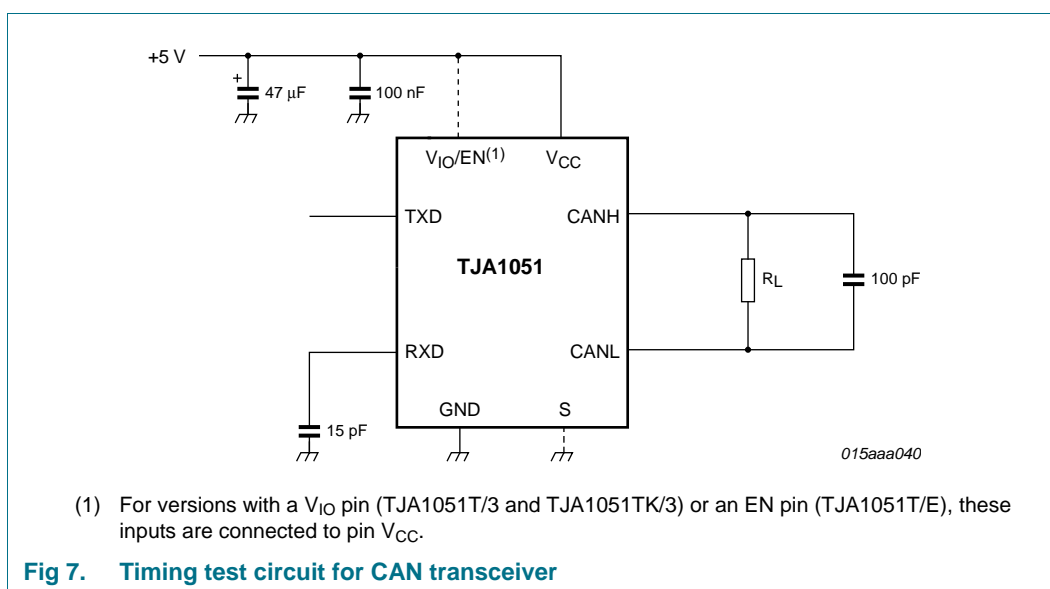 +5 V
+
47 μF
100 nF
VIO/EN(1)
VCC
TXD
CANH
TJA1051
RL
100 pF
RXD
CANL
GND
S
15 pF
015aaa040
(1) For versions with a VIO pin (TJA1051T/3 and TJA1051TK/3) or an EN pin (TJA1051T/E), these
inputs are connected to pin VCC.
Fig 7. Timing test circuit for CAN transceiver